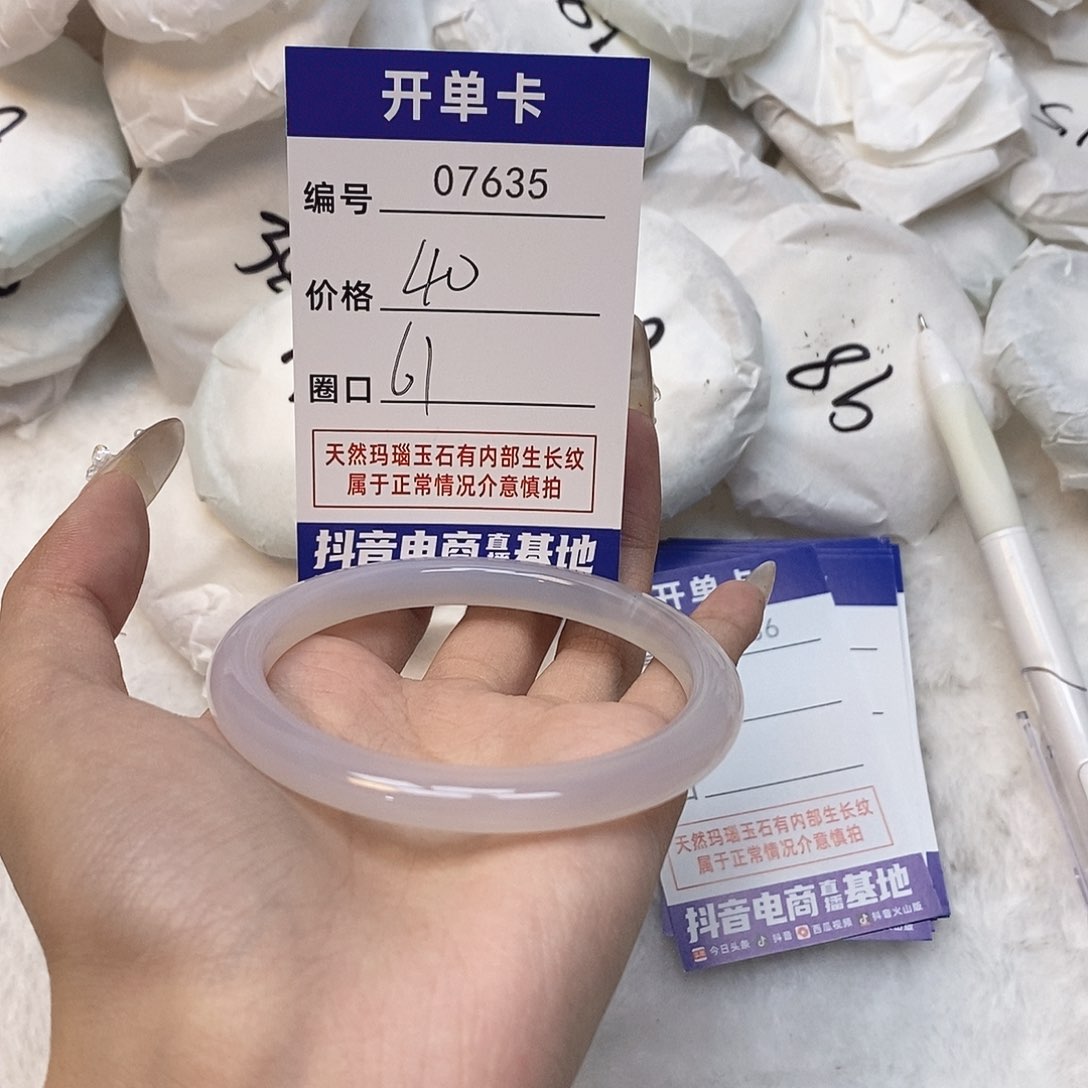 开单卡
编号 07635
价格 40
圈口 61
天然玛瑙玉石有内部生长纹
属于正常情况介意慎拍
抖音电商直播基地
86
开单卡
天然玛瑙玉石有内部生长纹
属于正常情况介意慎拍
抖音电商直播基地
今日头条 抖音 西瓜视频 抖音火山版